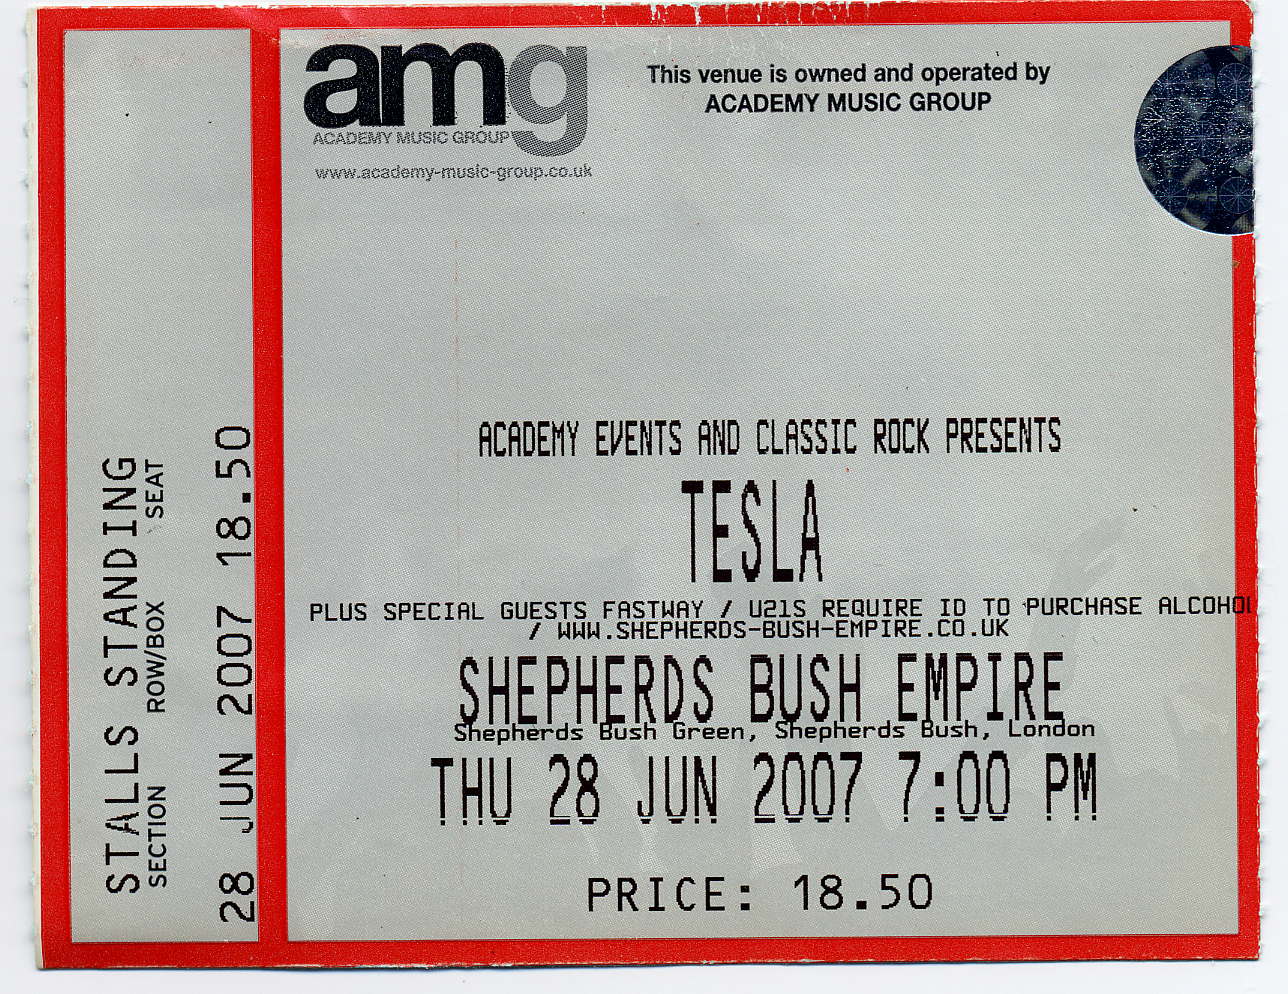 amg
ACADEMY MUSIC GROUP
www.academy-music-group.co.uk
This venue is owned and operated by
ACADEMY MUSIC GROUP
ACADEMY EVENTS AND CLASSIC ROCK PRESENTS
TESLA
PLUS SPECIAL GUESTS FASTWAY / U21S REQUIRE ID TO PURCHASE ALCOHOL
/ WWW.SHEPHERDS-BUSH-EMPIRE.CO.UK
SHEPHERDS BUSH EMPIRE
Shepherds Bush Green, Shepherds Bush, London
THU 28 JUN 2007 7:00 PM
PRICE: 18.50
STALLS STANDING
SECTION ROW/BOX SEAT
28 JUN 2007 18.50